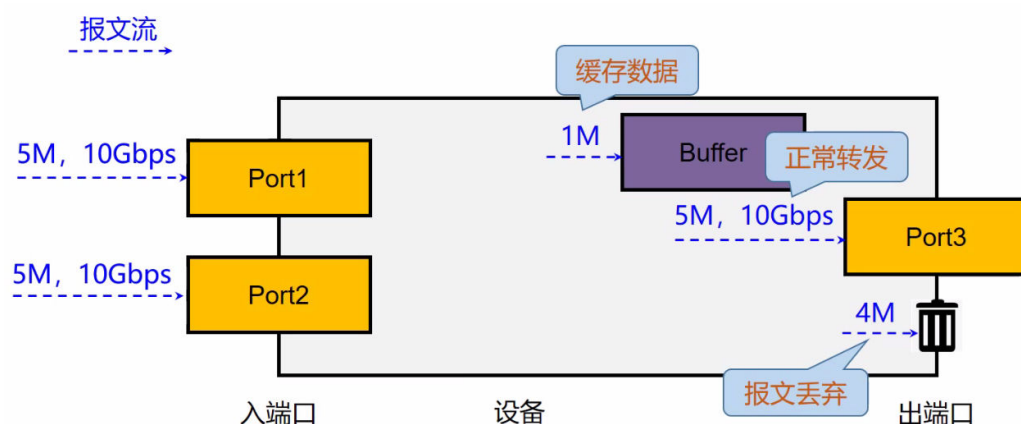 报文流
缓存数据
5M，10Gbps
Port1
1M
Buffer
正常转发
5M，10Gbps
Port3
5M，10Gbps
Port2
4M
报文丢弃
入端口
设备
出端口